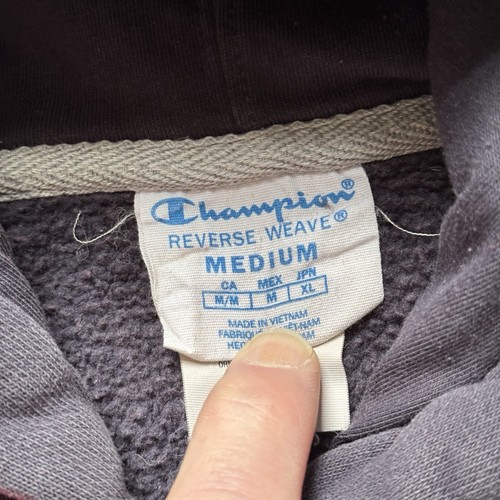 Champion®
REVERSE WEAVE®
MEDIUM
CA MEX JPN
M/M M XL
MADE IN VIETNAM